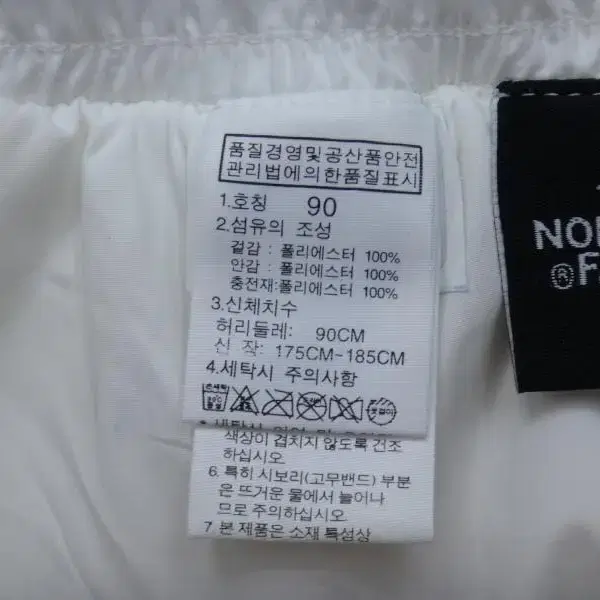 품질경영및공산품안전
관리법에의한품질표시
1.호칭 90
2.섬유의 조성
겉감 : 폴리에스터 100%
안감 : 폴리에스터 100%
충전재:폴리에스터 100%
3.신체치수
허리둘레: 90CM
신 장: 175CM-185CM
4.세탁시 주의사항
색상이 겹치지 않도록 건조
하십시오
6. 특히 시보리(고무밴드) 부분
은 뜨거운 물에서 늘어나
므로 주의하십시오
7. 본 제품은 소재 특성상
NO
®F